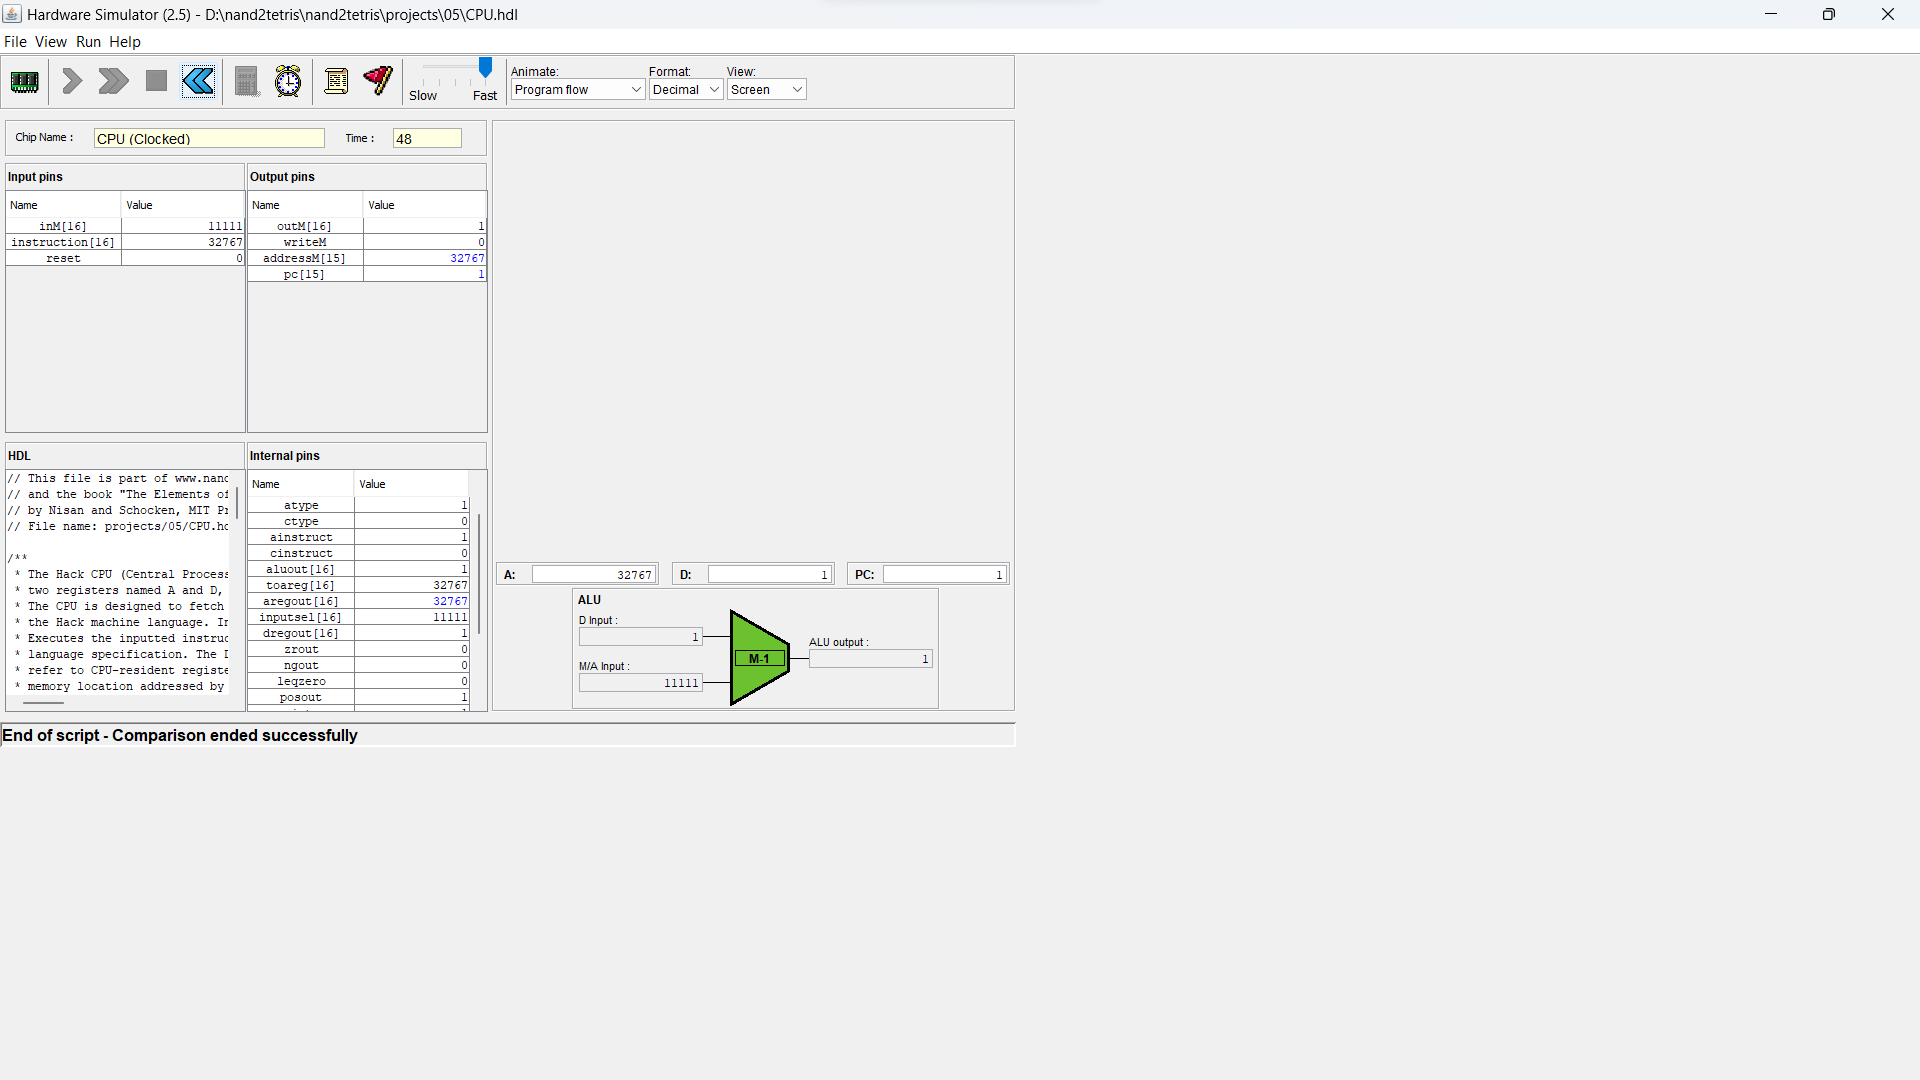 Hardware Simulator (2.5) - D:\nand2tetris\nand2tetris\projects\05\CPU.hdl
File View Run Help
Slow Fast
Animate:
Program flow
Format:
Decimal
View:
Screen
Chip Name :
CPU (Clocked)
Time :
48
Input pins
Name Value
inM[16] 11111
instruction[16] 32767
reset 0
Output pins
Name Value
outM[16] 1
writeM 0
addressM[15] 32767
pc[15] 1
HDL
// This file is part of www.nand
// and the book "The Elements of
// by Nisan and Schocken, MIT Pr
// File name: projects/05/CPU.hd
/**
* The Hack CPU (Central Process
* two registers named A and D,
* The CPU is designed to fetch
* the Hack machine language. In
* Executes the inputted instruc
* language specification. The D
* refer to CPU-resident registe
* memory location addressed by
Internal pins
Name Value
atype 1
ctype 0
ainstruct 1
cinstruct 0
aluout[16] 1
toareg[16] 32767
aregout[16] 32767
inputsel[16] 11111
dregout[16] 1
zrout 0
ngout 0
leqzero 0
posout 1
A: 32767
D: 1
PC: 1
ALU
D Input :
1
M/A Input :
11111
M-1
ALU output :
1
End of script - Comparison ended successfully